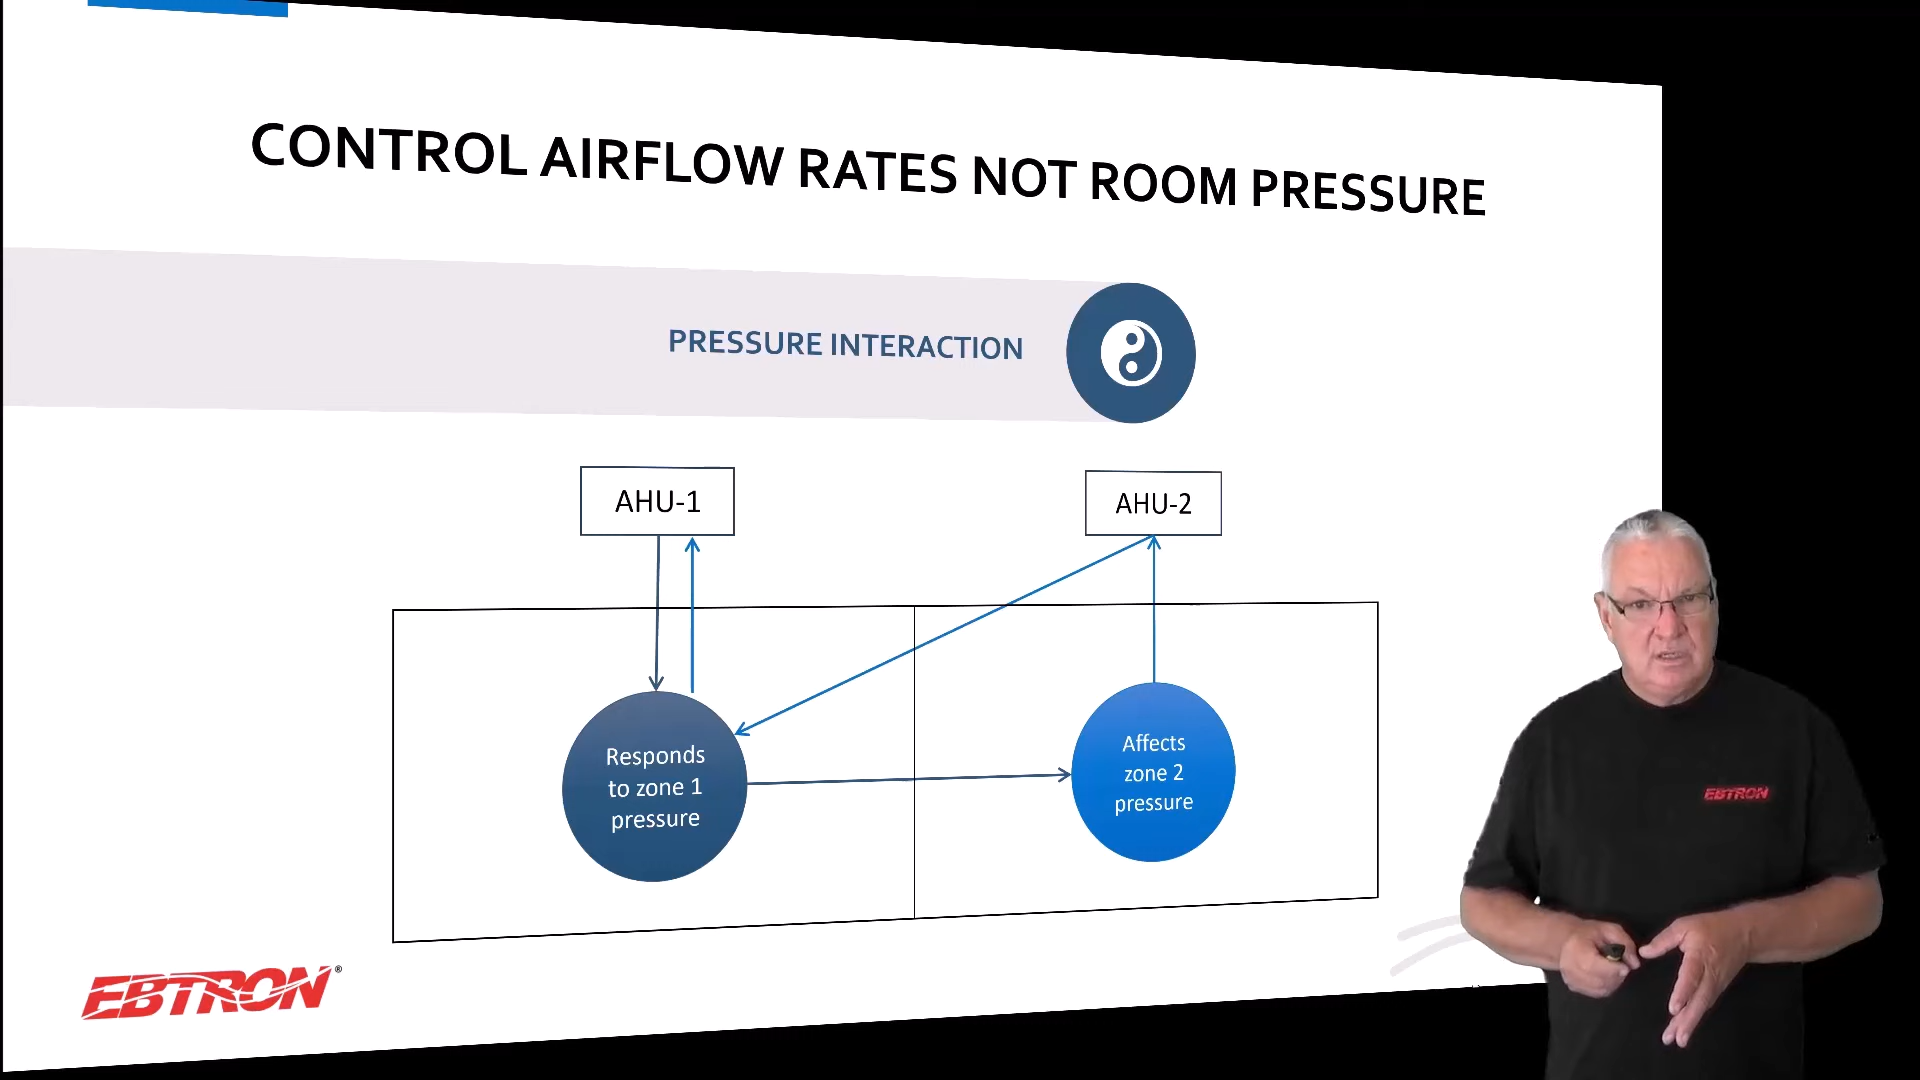 CONTROL AIRFLOW RATES NOT ROOM PRESSURE
PRESSURE INTERACTION
AHU-1
AHU-2
Responds
to zone 1
pressure
Affects
zone 2
pressure
EBTRON®
EBTRON